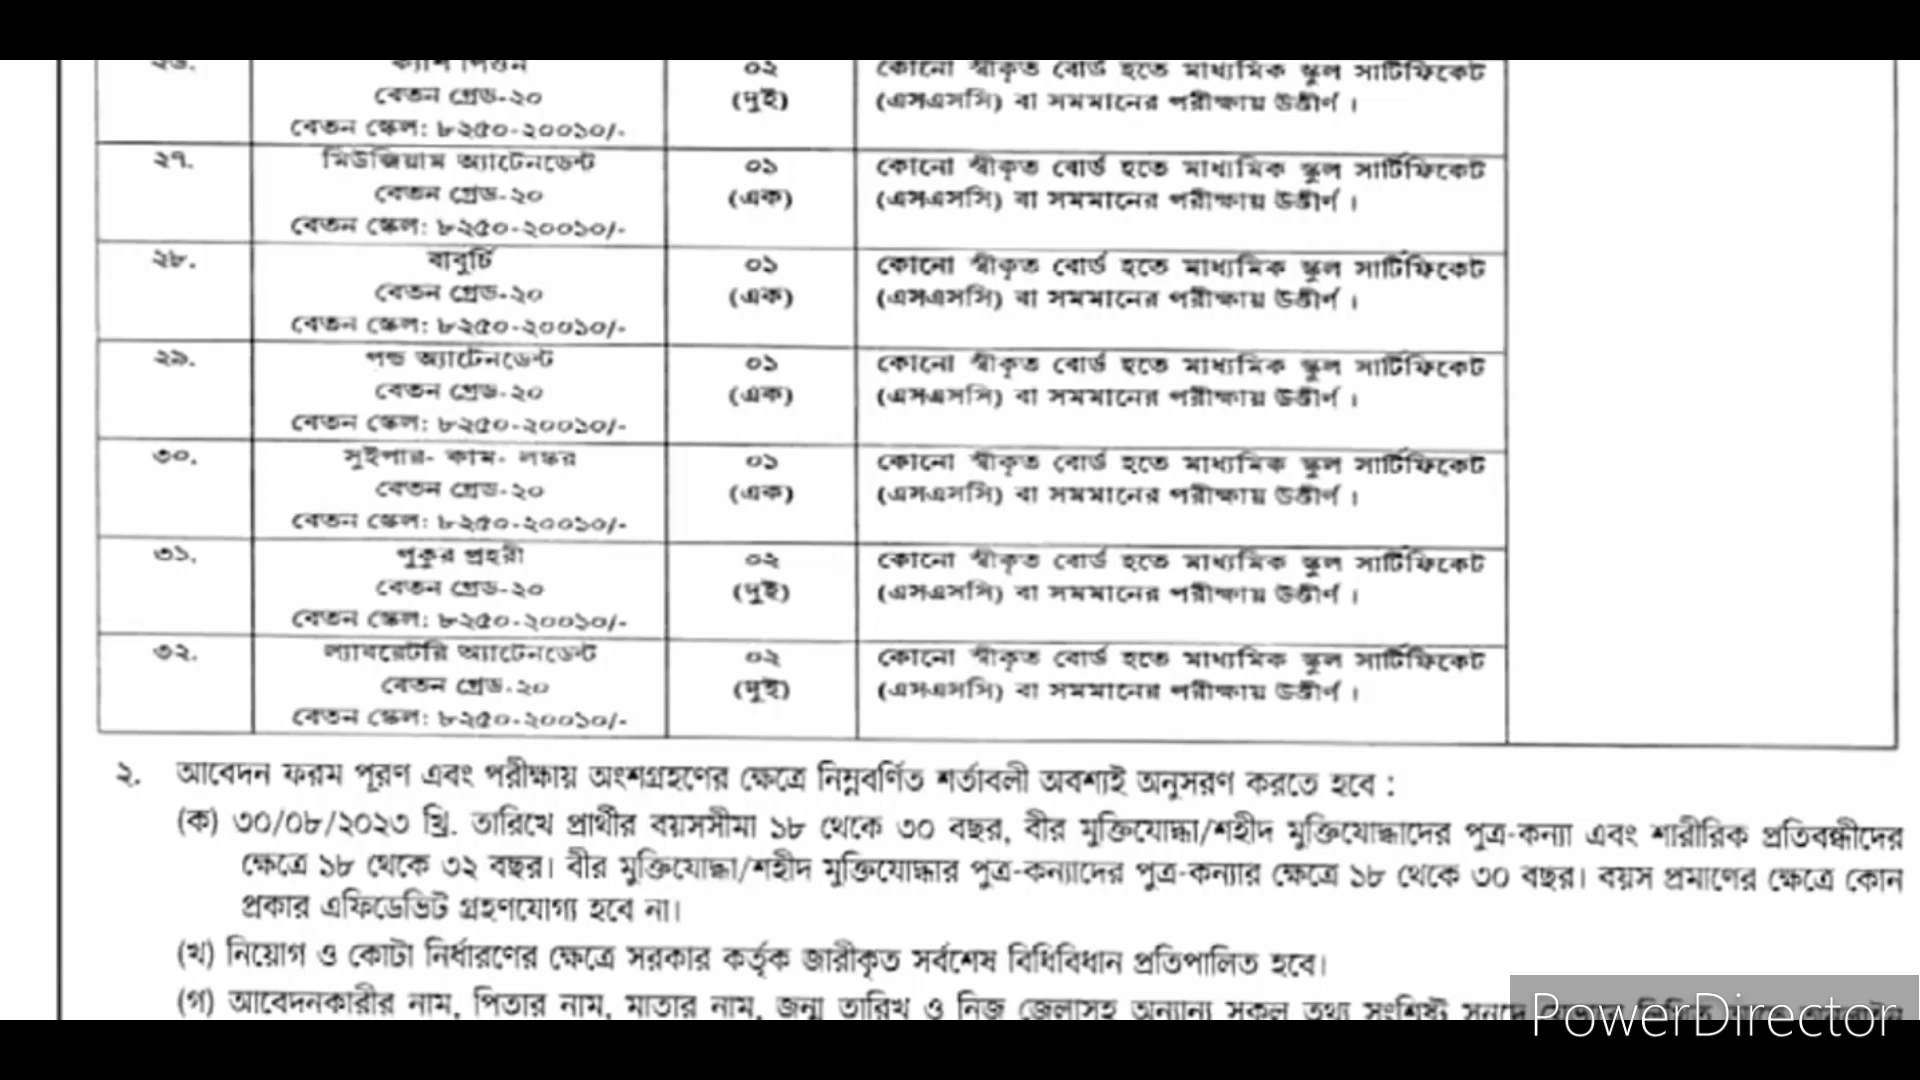 ২৬. ক্যাশ পিওন ০২ কোনো স্বীকৃত বোর্ড হতে মাধ্যমিক স্কুল সার্টিফিকেট
বেতন গ্রেড-২০ (দুই) (এসএসসি) বা সমমানের পরীক্ষায় উত্তীর্ণ।
বেতন স্কেল: ৮২৫০-২০০১০/-
২৭. মিউজিয়াম অ্যাটেনডেন্ট ০১ কোনো স্বীকৃত বোর্ড হতে মাধ্যমিক স্কুল সার্টিফিকেট
বেতন গ্রেড-২০ (এক) (এসএসসি) বা সমমানের পরীক্ষায় উত্তীর্ণ।
বেতন স্কেল: ৮২৫০-২০০১০/-
২৮. বাবুর্চি ০১ কোনো স্বীকৃত বোর্ড হতে মাধ্যমিক স্কুল সার্টিফিকেট
বেতন গ্রেড-২০ (এক) (এসএসসি) বা সমমানের পরীক্ষায় উত্তীর্ণ।
বেতন স্কেল: ৮২৫০-২০০১০/-
২৯. পন্ড অ্যাটেনডেন্ট ০১ কোনো স্বীকৃত বোর্ড হতে মাধ্যমিক স্কুল সার্টিফিকেট
বেতন গ্রেড-২০ (এক) (এসএসসি) বা সমমানের পরীক্ষায় উত্তীর্ণ।
বেতন স্কেল: ৮২৫০-২০০১০/-
৩০. সুইপার- কাম- লস্কর ০১ কোনো স্বীকৃত বোর্ড হতে মাধ্যমিক স্কুল সার্টিফিকেট
বেতন গ্রেড-২০ (এক) (এসএসসি) বা সমমানের পরীক্ষায় উত্তীর্ণ।
বেতন স্কেল: ৮২৫০-২০০১০/-
৩১. পুকুর প্রহরী ০২ কোনো স্বীকৃত বোর্ড হতে মাধ্যমিক স্কুল সার্টিফিকেট
বেতন গ্রেড-২০ (দুই) (এসএসসি) বা সমমানের পরীক্ষায় উত্তীর্ণ।
বেতন স্কেল: ৮২৫০-২০০১০/-
৩২. ল্যাবরেটরি অ্যাটেনডেন্ট ০২ কোনো স্বীকৃত বোর্ড হতে মাধ্যমিক স্কুল সার্টিফিকেট
বেতন গ্রেড-২০ (দুই) (এসএসসি) বা সমমানের পরীক্ষায় উত্তীর্ণ।
বেতন স্কেল: ৮২৫০-২০০১০/-
২. আবেদন ফরম পূরণ এবং পরীক্ষায় অংশগ্রহণের ক্ষেত্রে নিম্নবর্ণিত শর্তাবলী অবশ্যই অনুসরণ করতে হবে :
(ক) ৩০/০৮/২০২৩ খ্রি. তারিখে প্রার্থীর বয়সসীমা ১৮ থেকে ৩০ বছর, বীর মুক্তিযোদ্ধা/শহীদ মুক্তিযোদ্ধাদের পুত্র-কন্যা এবং শারীরিক প্রতিবন্ধীদের
ক্ষেত্রে ১৮ থেকে ৩২ বছর। বীর মুক্তিযোদ্ধা/শহীদ মুক্তিযোদ্ধার পুত্র-কন্যাদের পুত্র-কন্যার ক্ষেত্রে ১৮ থেকে ৩০ বছর। বয়স প্রমাণের ক্ষেত্রে কোন
প্রকার এফিডেভিট গ্রহণযোগ্য হবে না।
(খ) নিয়োগ ও কোটা নির্ধারণের ক্ষেত্রে সরকার কর্তৃক জারীকৃত সর্বশেষ বিধিবিধান প্রতিপালিত হবে।
(গ) আবেদনকারীর নাম, পিতার নাম, মাতার নাম, জন্ম তারিখ ও নিজ জেলাসহ অন্যান্য সকল তথ্য সংশ্লিষ্ট সনদে
PowerDirector